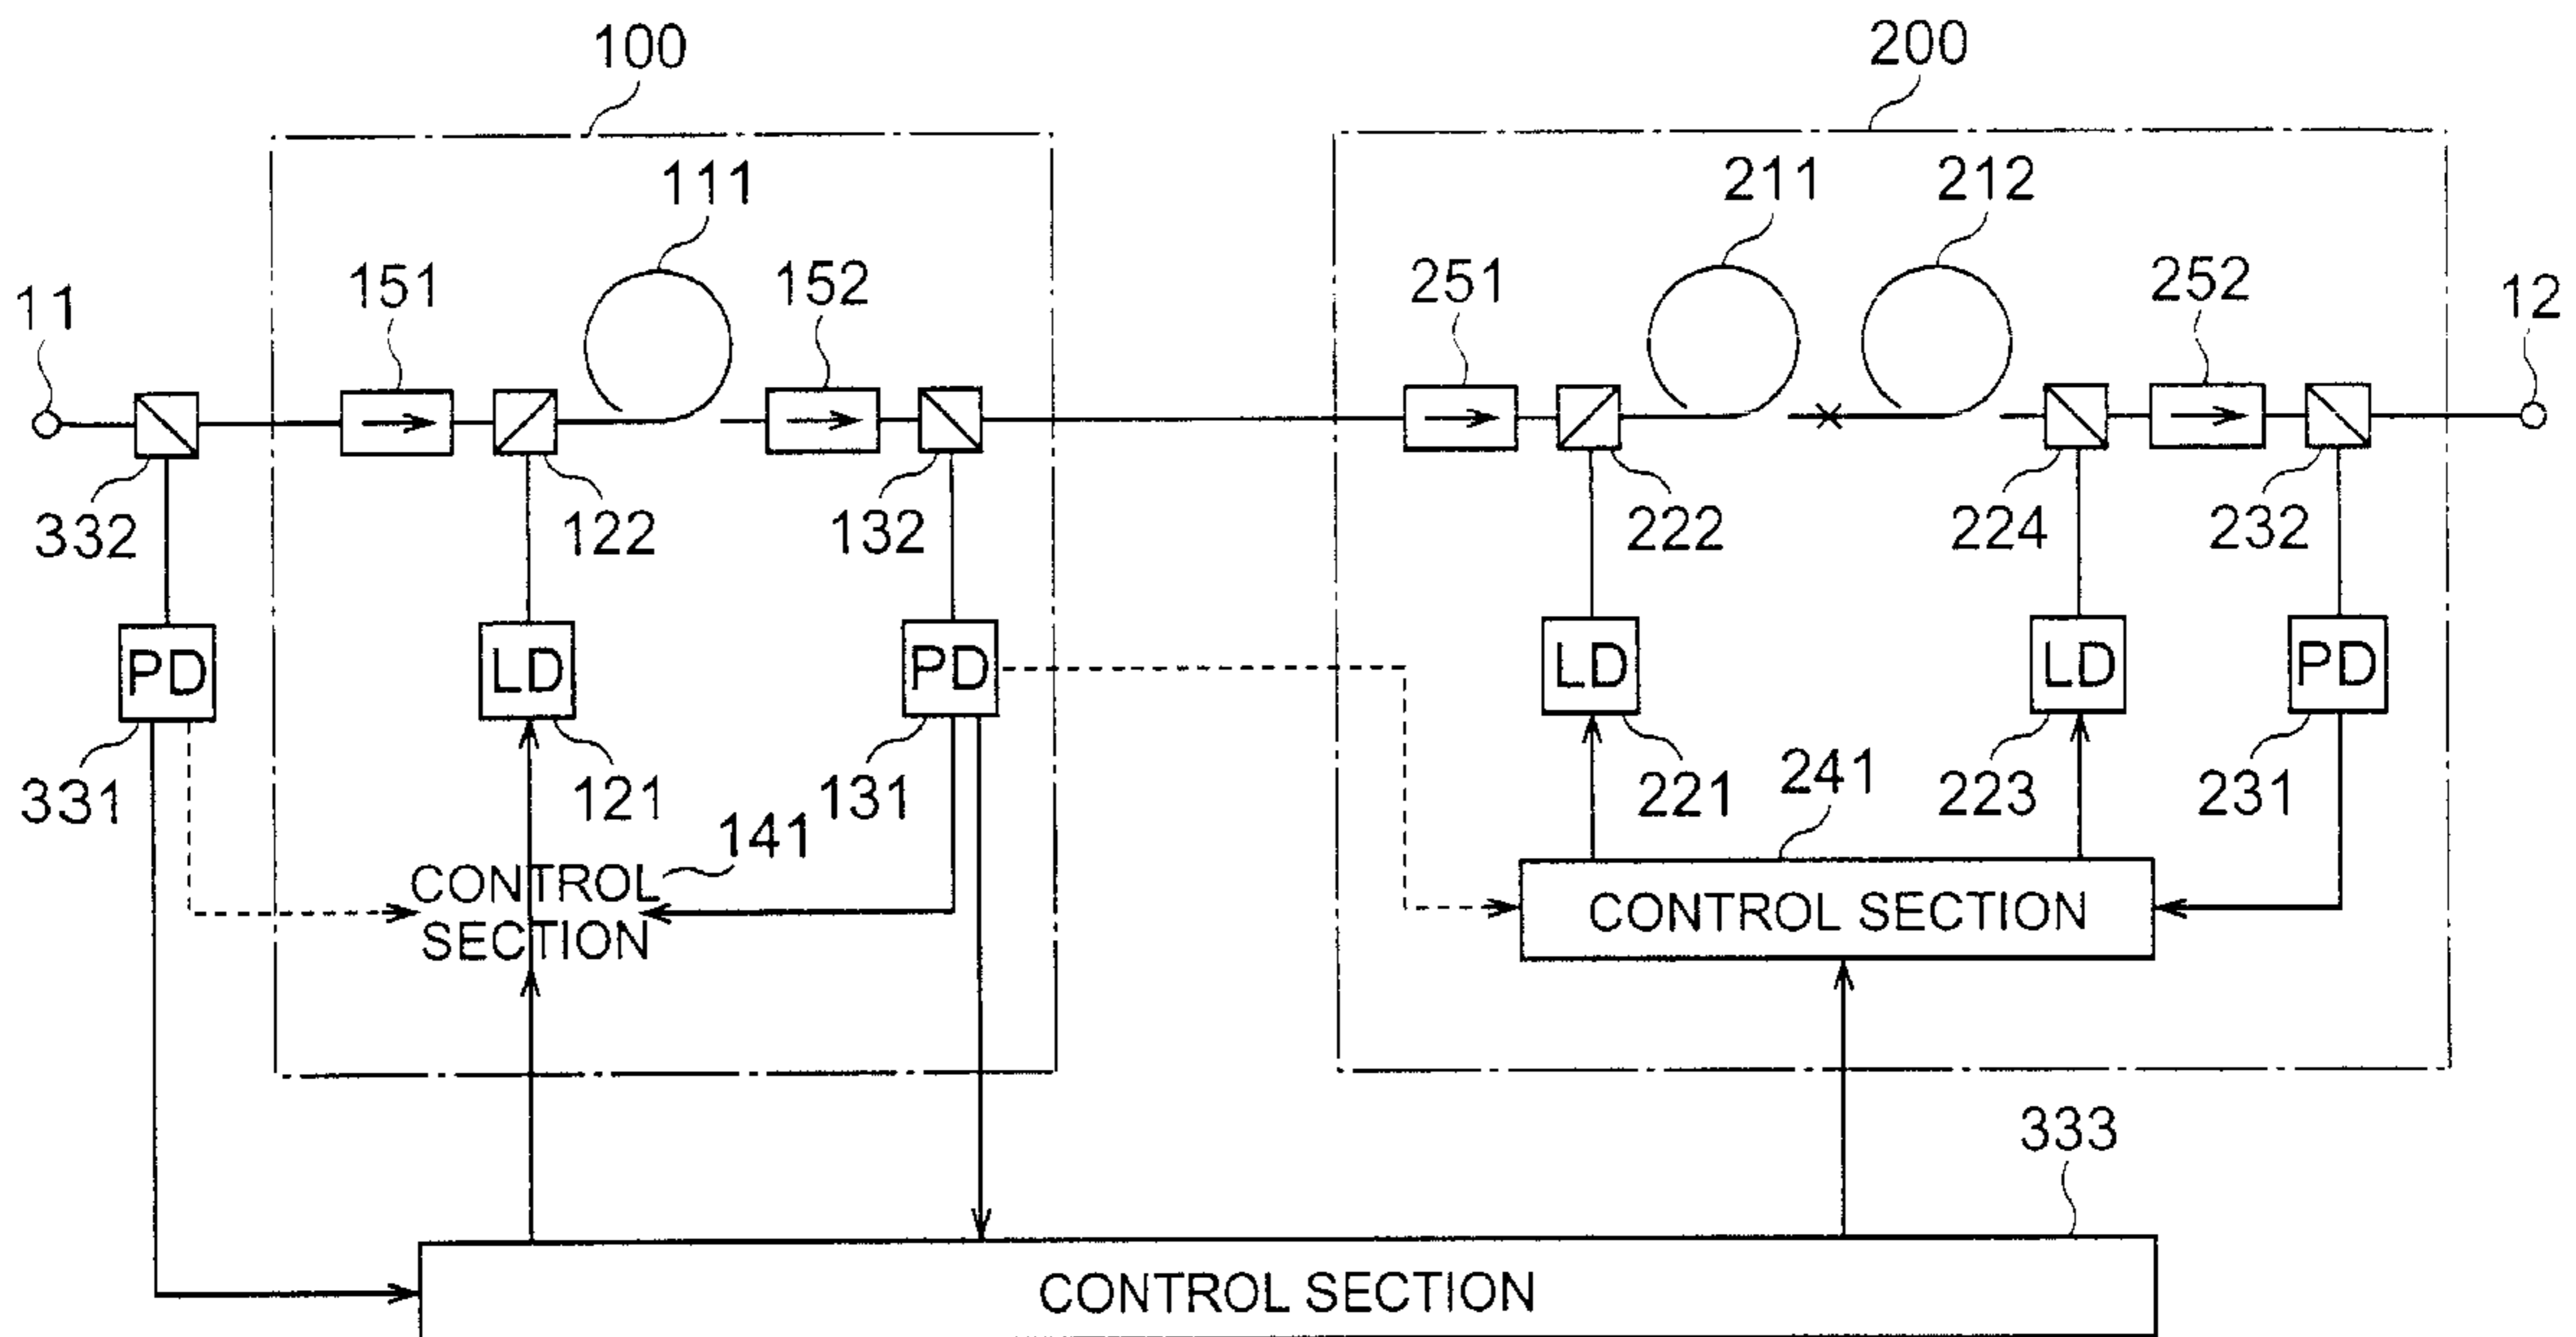 100
200
111
211
212
151
152
251
252
11
12
332
122
132
222
224
232
PD
LD
PD
LD
LD
PD
331
121
131
221
223
231
141
241
CONTROL
SECTION
CONTROL SECTION
333
CONTROL SECTION